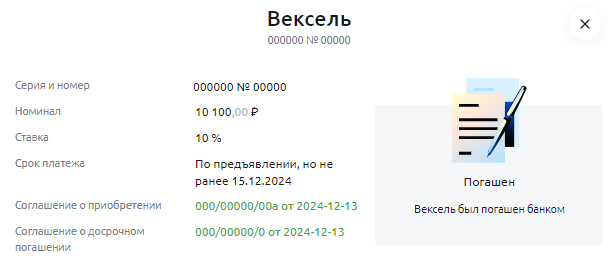 Вексель
000000 № 00000
Серия и номер 000000 № 00000
Номинал 10 100,00 ₽
Ставка 10 %
Срок платежа По предъявлении, но не
ранее 15.12.2024
Соглашение о приобретении 000/00000/00а от 2024-12-13
Соглашение о досрочном 000/00000/0 от 2024-12-13
погашении
Погашен
Вексель был погашен банком